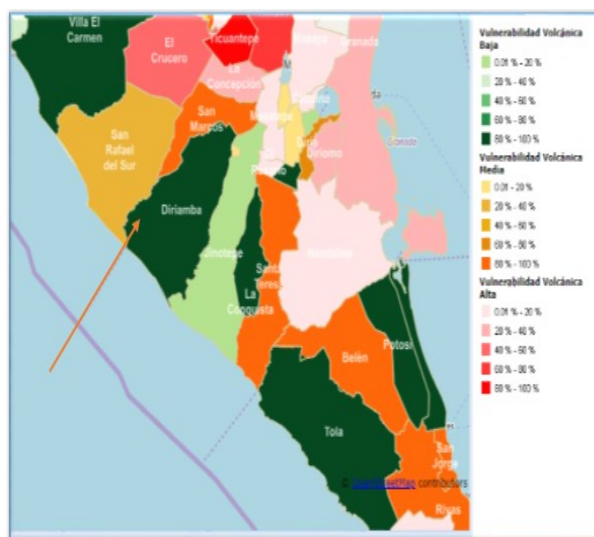 Villa El
Carmen
El
Crucero
Ticuantepe
La
Concepción
Masaya
Granada
San
Marcos
San
Rafael
del Sur
Diriomo
Diriamba
Jinotepe
Santa
Teresa
La
Conquista
Nandaime
Belén
Potosí
Tola
San
Jorge
Rivas
© OpenStreetMap contributors
Vulnerabilidad Volcánica
Baja
0.01 % - 20 %
20 % - 40 %
40 % - 60 %
60 % - 80 %
80 % - 100 %
Vulnerabilidad Volcánica
Media
0.01 - 20 %
20 % - 40 %
40 % - 60 %
60 % - 80 %
80 % - 100 %
Vulnerabilidad Volcánica
Alta
0.01 % - 20 %
20 % - 40 %
40 % - 60 %
60 % - 80 %
80 % - 100 %